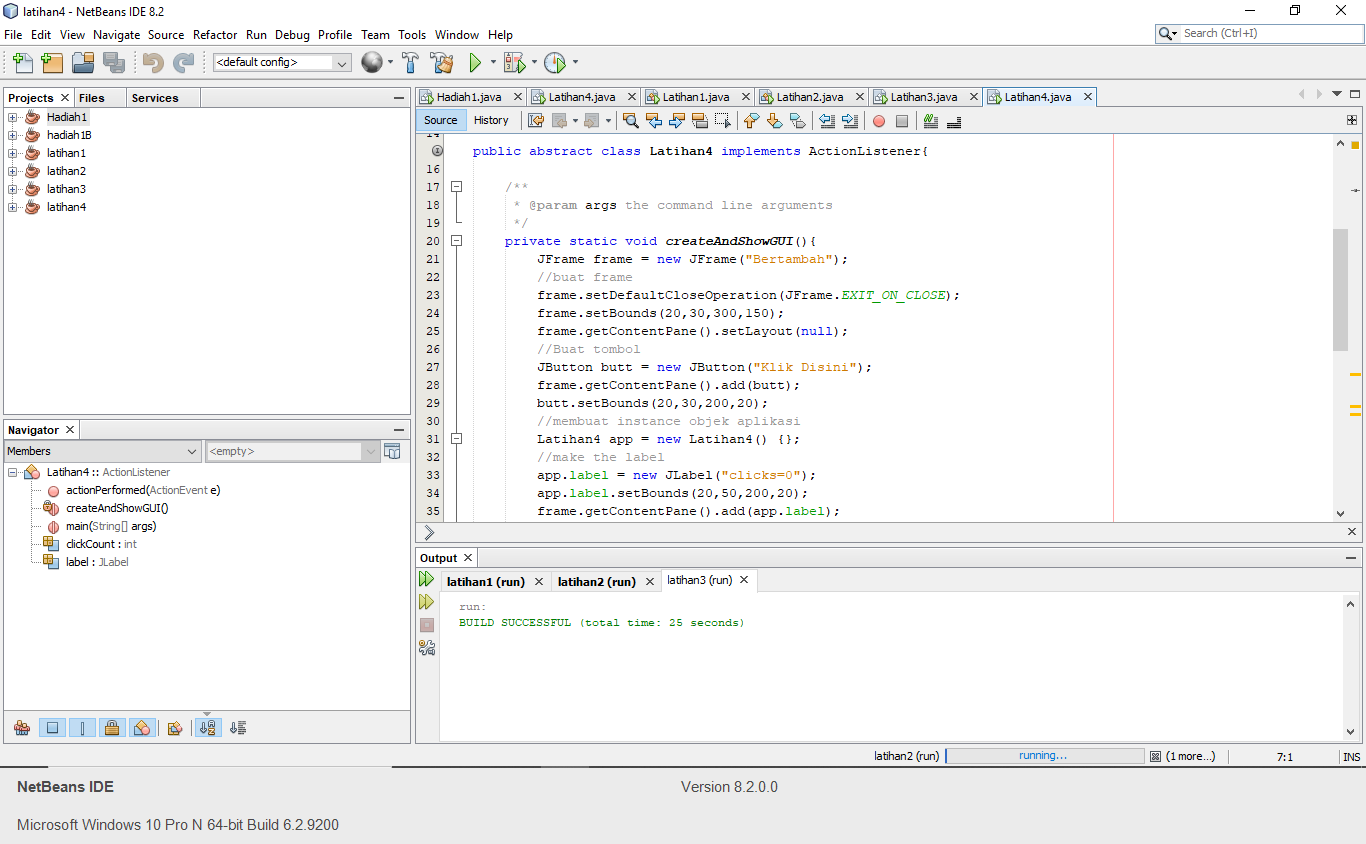 latihan4 - NetBeans IDE 8.2
File Edit View Navigate Source Refactor Run Debug Profile Team Tools Window Help
Search (Ctrl+I)
<default config>
Projects Files Services
Hadiah1
hadiah1B
latihan1
latihan2
latihan3
latihan4
Navigator
Members <empty>
Latihan4 :: ActionListener
actionPerformed(ActionEvent e)
createAndShowGUI()
main(String[] args)
clickCount : int
label : JLabel
Hadiah1.java Latihan4.java Latihan1.java Latihan2.java Latihan3.java Latihan4.java
Source History
14
public abstract class Latihan4 implements ActionListener{
16
17 /**
18 * @param args the command line arguments
19 */
20 private static void createAndShowGUI(){
21 JFrame frame = new JFrame("Bertambah");
22 //buat frame
23 frame.setDefaultCloseOperation(JFrame.EXIT_ON_CLOSE);
24 frame.setBounds(20,30,300,150);
25 frame.getContentPane().setLayout(null);
26 //Buat tombol
27 JButton butt = new JButton("Klik Disini");
28 frame.getContentPane().add(butt);
29 butt.setBounds(20,30,200,20);
30 //membuat instance objek aplikasi
31 Latihan4 app = new Latihan4() {};
32 //make the label
33 app.label = new JLabel("clicks=0");
34 app.label.setBounds(20,50,200,20);
35 frame.getContentPane().add(app.label);
Output
latihan1 (run) latihan2 (run) latihan3 (run)
run:
BUILD SUCCESSFUL (total time: 25 seconds)
latihan2 (run) running... (1 more...) 7:1 INS
NetBeans IDE Version 8.2.0.0
Microsoft Windows 10 Pro N 64-bit Build 6.2.9200